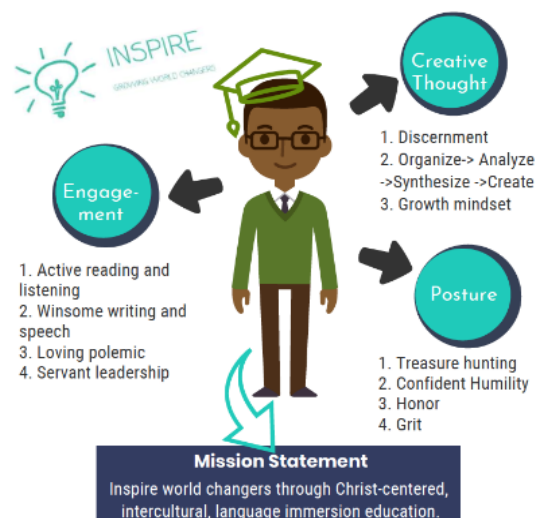 INSPIRE
GROWING WORLD CHANGERS
Creative
Thought
1. Discernment
2. Organize-> Analyze
->Synthesize ->Create
3. Growth mindset
Engage-
ment
1. Active reading and
listening
2. Winsome writing and
speech
3. Loving polemic
4. Servant leadership
Posture
1. Treasure hunting
2. Confident Humility
3. Honor
4. Grit
Mission Statement
Inspire world changers through Christ-centered,
intercultural, language immersion education.